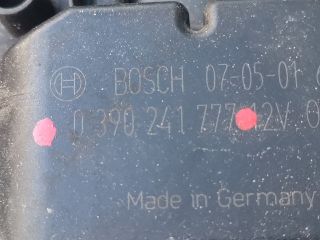 BOSCH 07-05-01
0 390 241 777 12V
Made in Germany